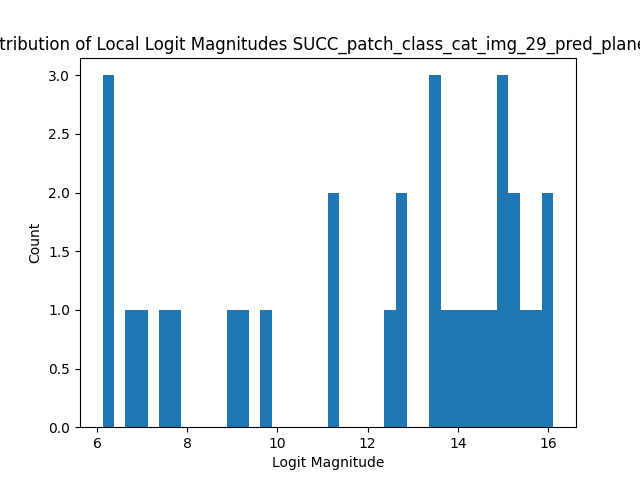 tribution of Local Logit Magnitudes SUCC_patch_class_cat_img_29_pred_plane
3.0
2.5
2.0
1.5
1.0
0.5
0.0
Count
6 8 10 12 14 16
Logit Magnitude